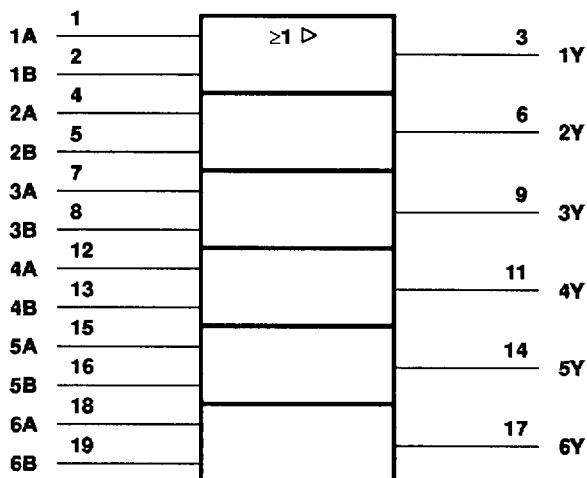 1A 1 ≥1 ▷ 3 1Y
1B 2
2A 4 6 2Y
2B 5
3A 7 9 3Y
3B 8
4A 12 11 4Y
4B 13
5A 15 14 5Y
5B 16
6A 18 17 6Y
6B 19